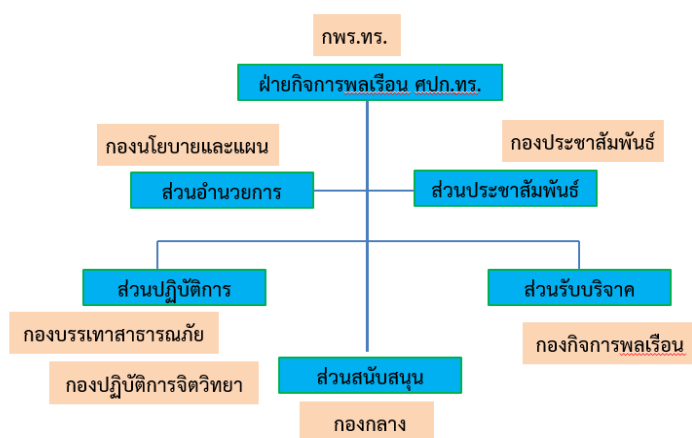 กพร.ทร.
ฝ่ายกิจการพลเรือน ศปก.ทร.
กองนโยบายและแผน
กองประชาสัมพันธ์
ส่วนอำนวยการ
ส่วนประชาสัมพันธ์
ส่วนปฏิบัติการ
ส่วนรับบริจาค
กองบรรเทาสาธารณภัย
กองกิจการพลเรือน
กองปฏิบัติการจิตวิทยา
ส่วนสนับสนุน
กองกลาง